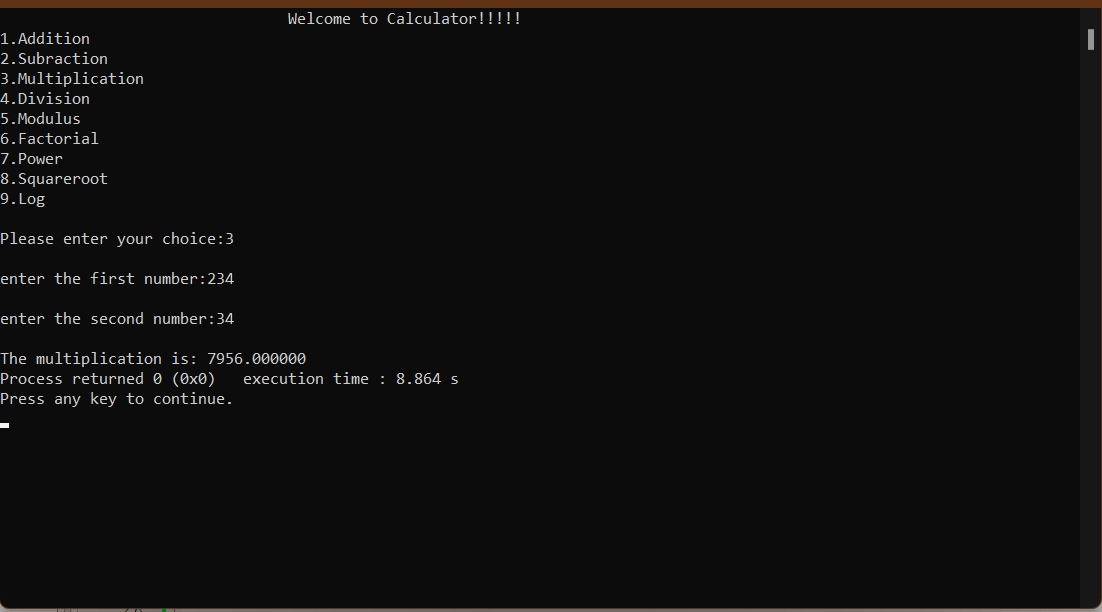 Welcome to Calculator!!!!!
1.Addition
2.Subraction
3.Multiplication
4.Division
5.Modulus
6.Factorial
7.Power
8.Squareroot
9.Log
Please enter your choice:3
enter the first number:234
enter the second number:34
The multiplication is: 7956.000000
Process returned 0 (0x0)   execution time : 8.864 s
Press any key to continue.